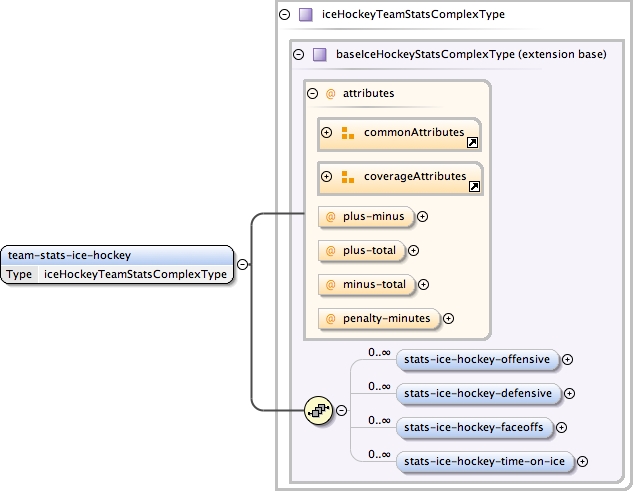 iceHockeyTeamStatsComplexType
baseIceHockeyStatsComplexType (extension base)
@ attributes
commonAttributes
coverageAttributes
@ plus-minus
@ plus-total
@ minus-total
@ penalty-minutes
team-stats-ice-hockey
Type iceHockeyTeamStatsComplexType
0..∞ stats-ice-hockey-offensive
0..∞ stats-ice-hockey-defensive
0..∞ stats-ice-hockey-faceoffs
0..∞ stats-ice-hockey-time-on-ice